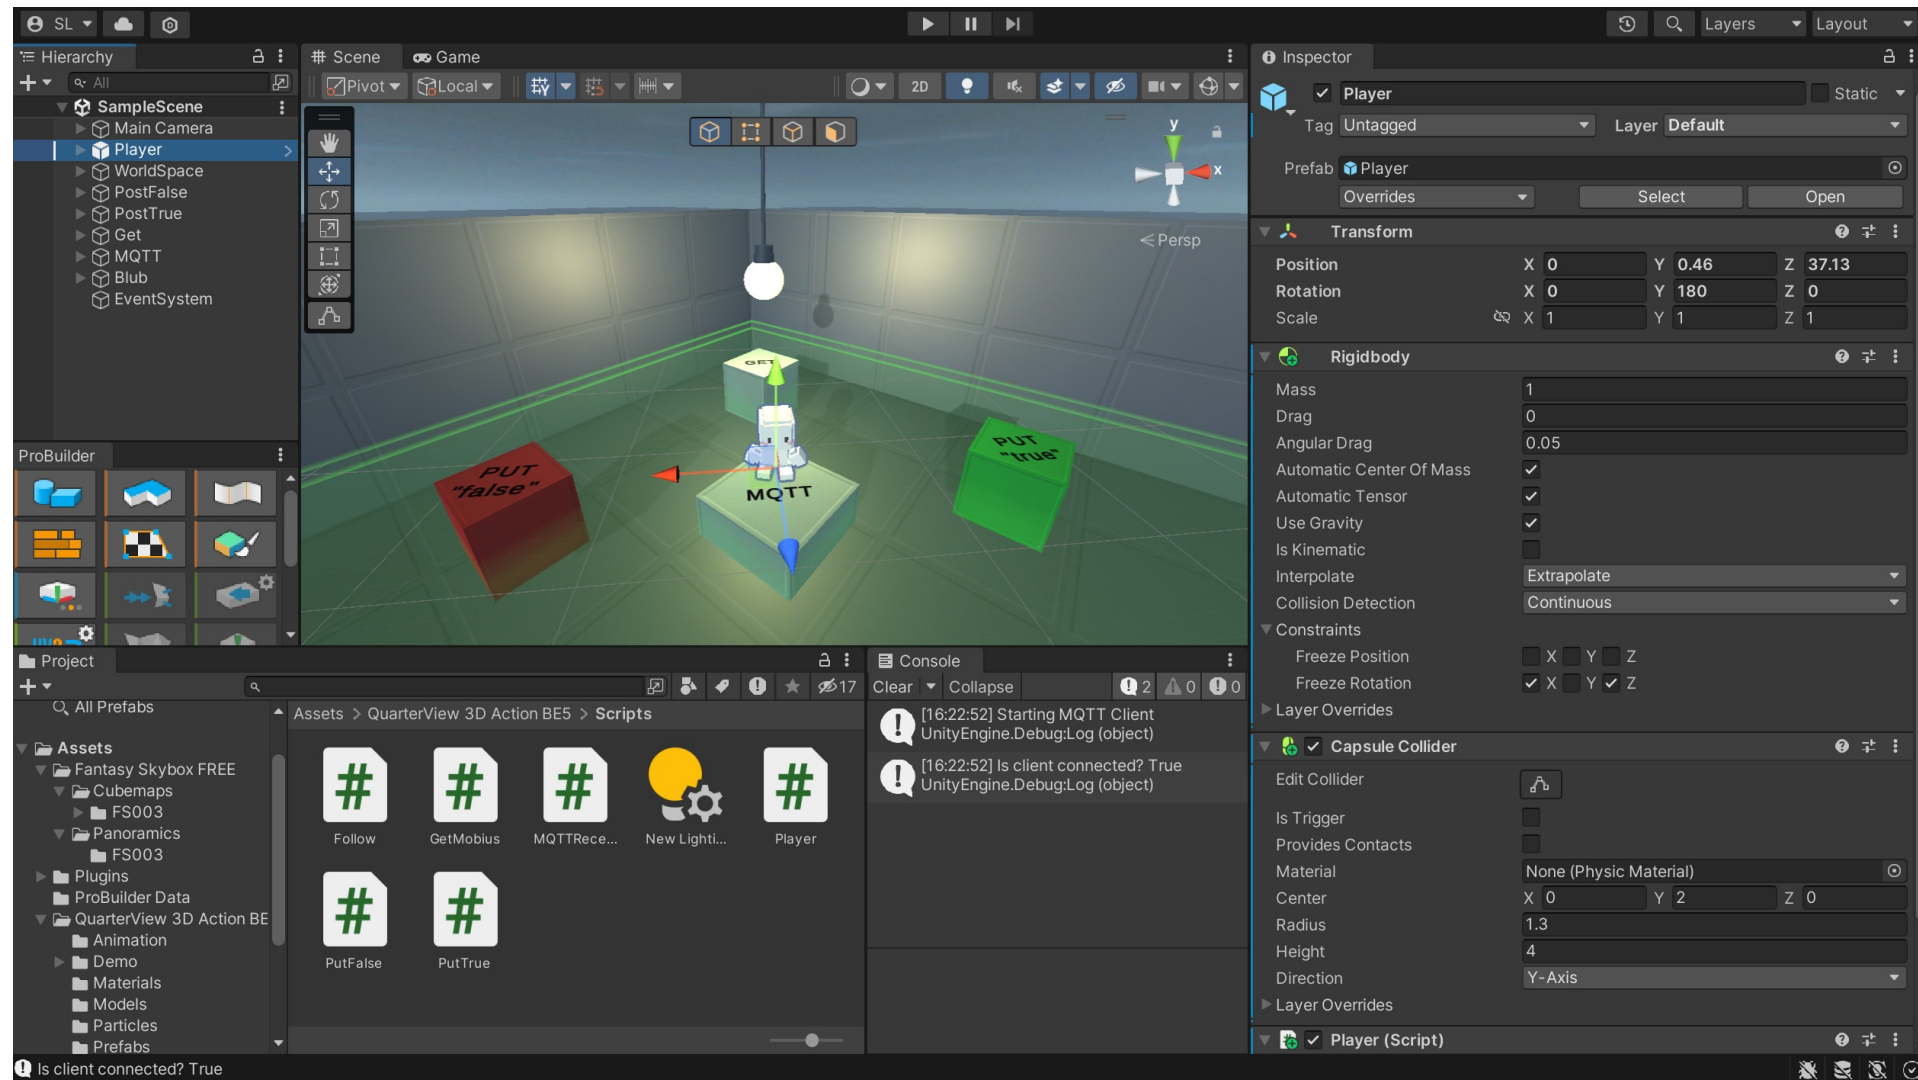 SL
Layers
Layout
Hierarchy
All
SampleScene
Main Camera
Player
WorldSpace
PostFalse
PostTrue
Get
MQTT
Blub
EventSystem
ProBuilder
Scene
Game
Pivot
Local
2D
y
x
Persp
GET
PUT
"false"
MQTT
PUT
"true"
Inspector
Player
Static
Tag Untagged Layer Default
Prefab Player
Overrides Select Open
Transform
Position X 0 Y 0.46 Z 37.13
Rotation X 0 Y 180 Z 0
Scale X 1 Y 1 Z 1
Rigidbody
Mass 1
Drag 0
Angular Drag 0.05
Automatic Center Of Mass
Automatic Tensor
Use Gravity
Is Kinematic
Interpolate Extrapolate
Collision Detection Continuous
Constraints
Freeze Position X Y Z
Freeze Rotation X Y Z
Layer Overrides
Capsule Collider
Edit Collider
Is Trigger
Provides Contacts
Material None (Physic Material)
Center X 0 Y 2 Z 0
Radius 1.3
Height 4
Direction Y-Axis
Layer Overrides
Player (Script)
Project
17
All Prefabs
Assets
Fantasy Skybox FREE
Cubemaps
FS003
Panoramics
FS003
Plugins
ProBuilder Data
QuarterView 3D Action BE
Animation
Demo
Materials
Models
Particles
Prefabs
Assets > QuarterView 3D Action BE5 > Scripts
Follow
GetMobius
MQTTRece...
New Lighti...
Player
PutFalse
PutTrue
Console
Clear Collapse 2 0 0
[16:22:52] Starting MQTT Client
UnityEngine.Debug:Log (object)
[16:22:52] Is client connected? True
UnityEngine.Debug:Log (object)
Is client connected? True